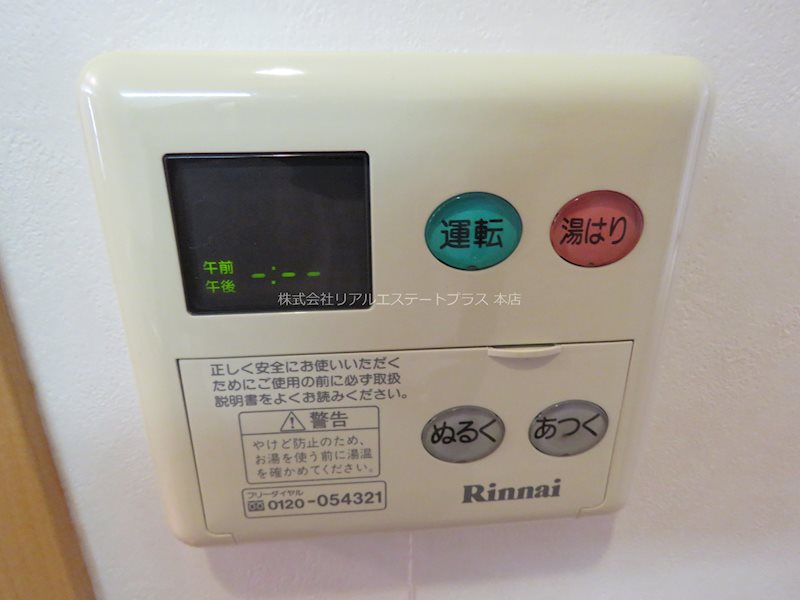 運転
湯はり
午前
午後
-:--
株式会社リアルエステートプラス 本店
正しく安全にお使いいただく
ためにご使用の前に必ず取扱
説明書をよくお読みください。
警告
やけど防止のため、
お湯を使う前に湯温
を確かめてください。
フリーダイヤル
0120-054321
ぬるく
あつく
Rinnai